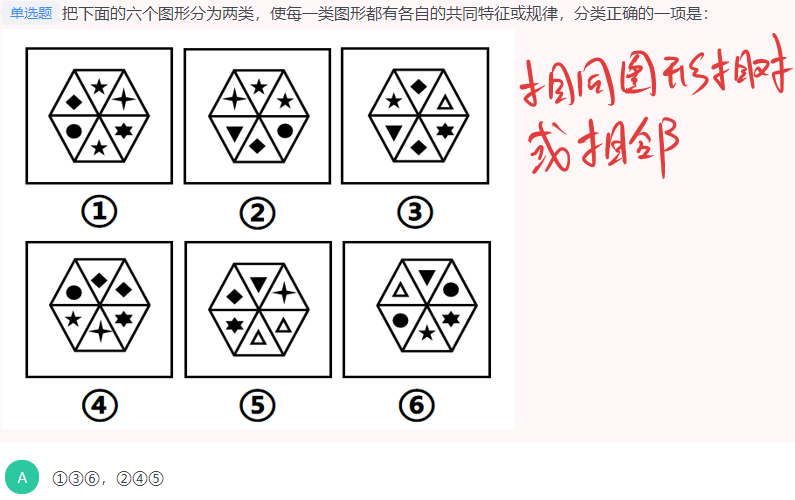 单选题 把下面的六个图形分为两类，使每一类图形都有各自的共同特征或规律，分类正确的一项是：
相同图形相对
或相邻
① ② ③
④ ⑤ ⑥
A ①③⑥，②④⑤